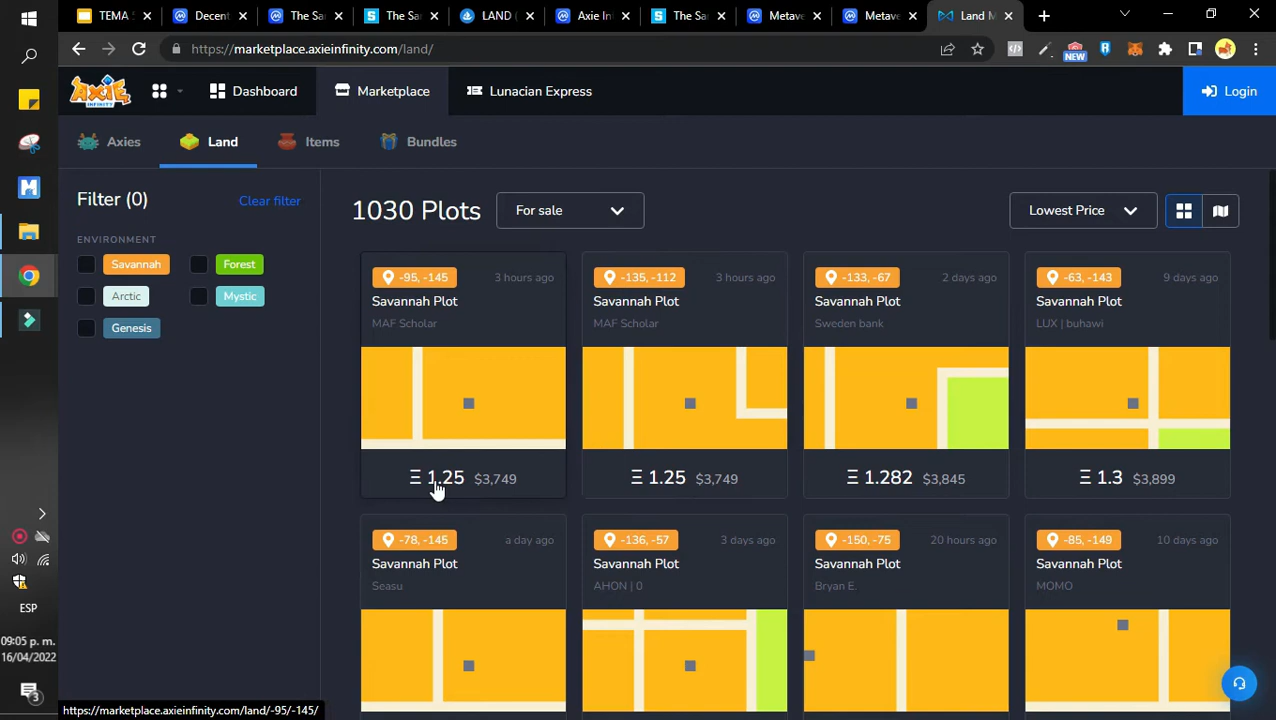 TEMA S
Decent
The Sa
The Sa
LAND (
Axie In
The Sa
Metave
Metave
Land M
https://marketplace.axieinfinity.com/land/
NEW
AXIE
INFINITY
Dashboard
Marketplace
Lunacian Express
Login
Axies
Land
Items
Bundles
Filter (0)
Clear filter
1030 Plots
For sale
Lowest Price
ENVIRONMENT
Savannah
Forest
Arctic
Mystic
Genesis
-95, -145
3 hours ago
Savannah Plot
MAF Scholar
Ξ 1.25 $3,749
-135, -112
3 hours ago
Savannah Plot
MAF Scholar
Ξ 1.25 $3,749
-133, -67
2 days ago
Savannah Plot
Sweden bank
Ξ 1.282 $3,845
-63, -143
9 days ago
Savannah Plot
LUX | buhawi
Ξ 1.3 $3,899
-78, -145
a day ago
Savannah Plot
Seasu
-136, -57
3 days ago
Savannah Plot
AHON | 0
-150, -75
20 hours ago
Savannah Plot
Bryan E.
-85, -149
10 days ago
Savannah Plot
MOMO
ESP
09:05 p. m.
16/04/2022
3
https://marketplace.axieinfinity.com/land/-95/-145/